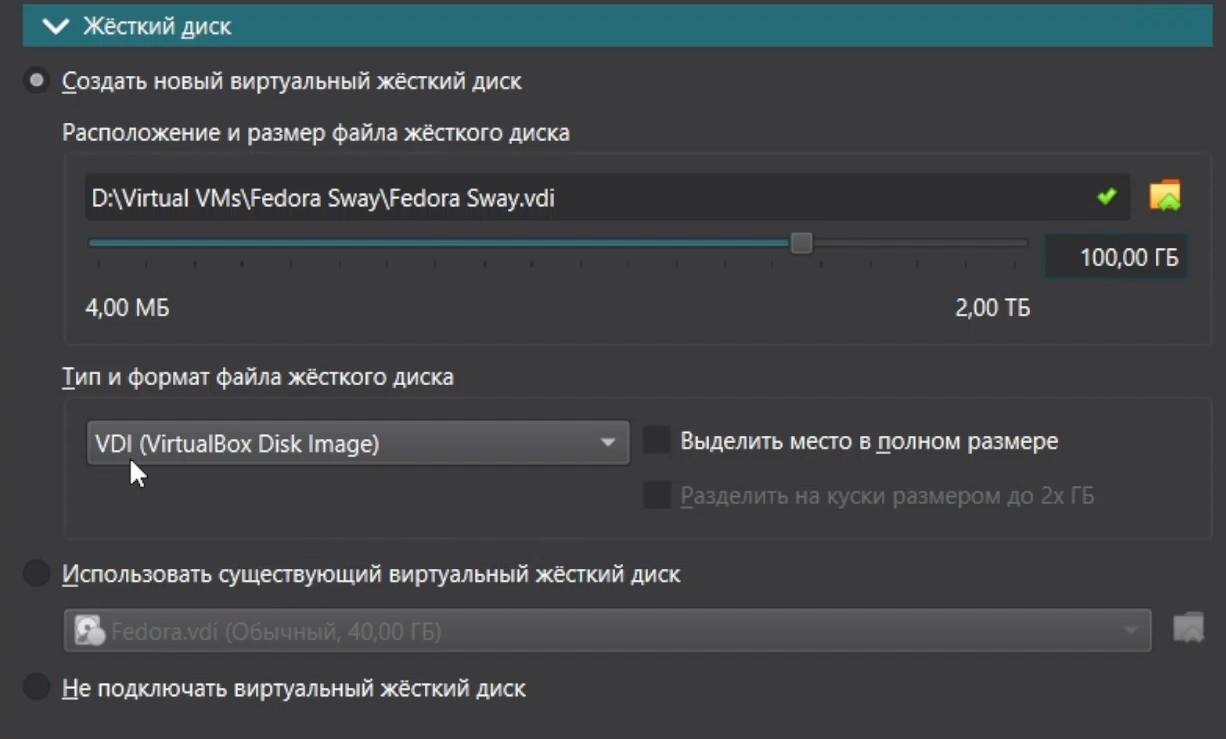 Жёсткий диск
Создать новый виртуальный жёсткий диск
Расположение и размер файла жёсткого диска
D:\Virtual VMs\Fedora Sway\Fedora Sway.vdi
100,00 ГБ
4,00 МБ 2,00 ТБ
Тип и формат файла жёсткого диска
VDI (VirtualBox Disk Image) Выделить место в полном размере
Разделить на куски размером до 2х ГБ
Использовать существующий виртуальный жёсткий диск
Fedora.vdi (Обычный, 40,00 ГБ)
Не подключать виртуальный жёсткий диск